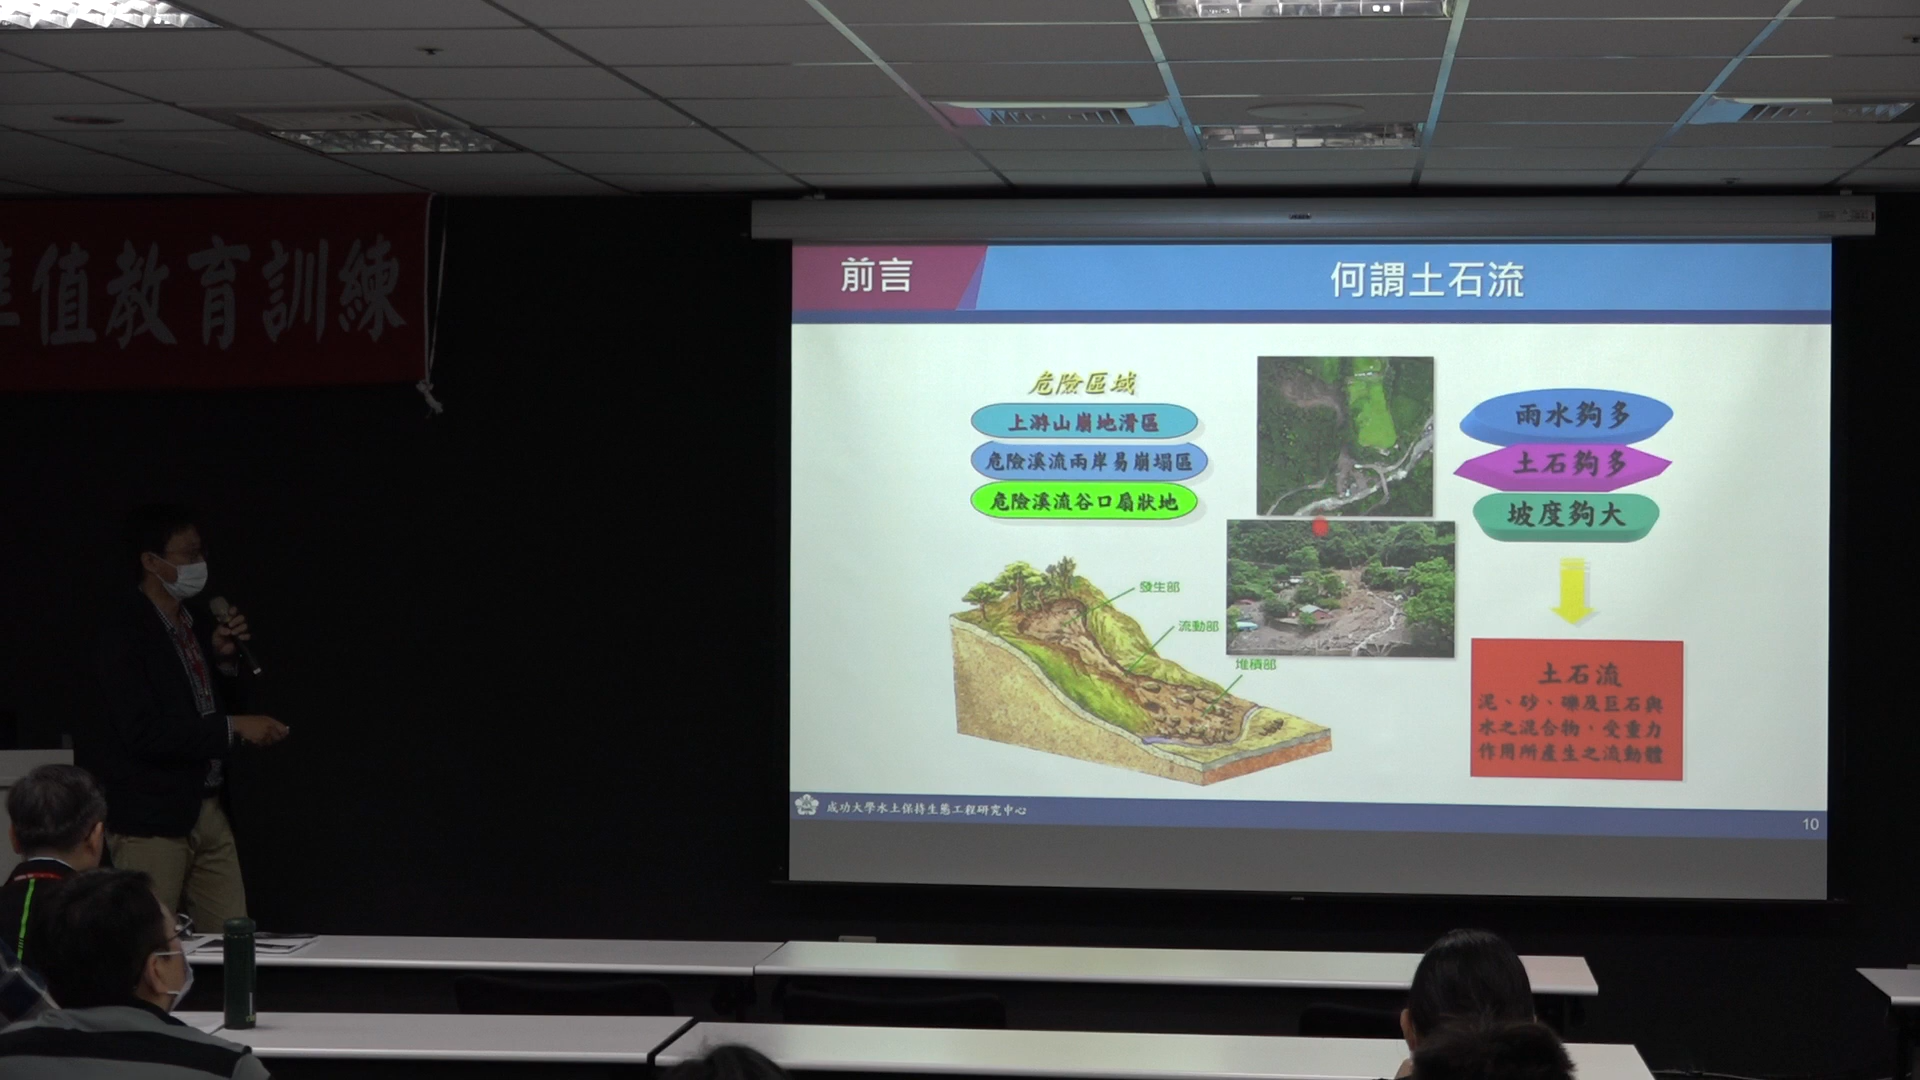 值教育訓練
前言
何謂土石流
危險區域
上游山崩地滑區
危險溪流兩岸易崩塌區
危險溪流谷口扇狀地
雨水夠多
土石夠多
坡度夠大
發生部
流動部
堆積部
土石流
泥、砂、礫及巨石與
水之混合物，受重力
作用所產生之流動體
成功大學水土保持生態工程研究中心
10